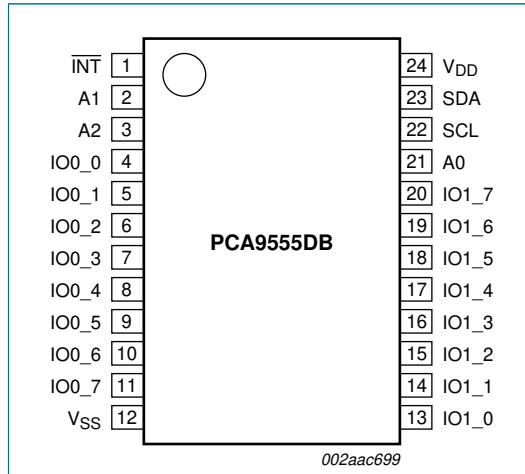 I̅N̅T̅ 1 24 VDD
A1 2 23 SDA
A2 3 22 SCL
IO0_0 4 21 A0
IO0_1 5 20 IO1_7
IO0_2 6 19 IO1_6
IO0_3 7 18 IO1_5
PCA9555DB
IO0_4 8 17 IO1_4
IO0_5 9 16 IO1_3
IO0_6 10 15 IO1_2
IO0_7 11 14 IO1_1
VSS 12 13 IO1_0
002aac699